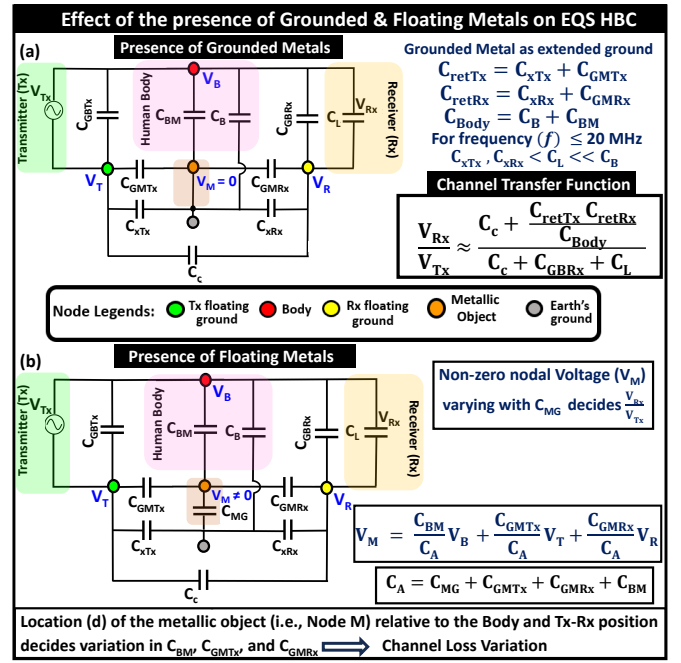 Effect of the presence of Grounded & Floating Metals on EQS HBC
(a)
Presence of Grounded Metals
Transmitter (Tx)
V_Tx
C_GBTx
Human Body
V_B
C_BM
C_B
C_GBRx
C_L
V_Rx
Receiver (Rx)
V_T
C_GMTx
V_M = 0
C_GMRx
V_R
C_xTx
C_xRx
C_c
Grounded Metal as extended ground
C_retTx = C_xTx + C_GMTx
C_retRx = C_xRx + C_GMRx
C_Body = C_B + C_BM
For frequency (f) ≤ 20 MHz
C_xTx , C_xRx < C_L << C_B
Channel Transfer Function
V_Rx / V_Tx ≈ (C_c + (C_retTx C_retRx) / C_Body) / (C_c + C_GBRx + C_L)
Node Legends:
Tx floating ground
Body
Rx floating ground
Metallic Object
Earth's ground
(b)
Presence of Floating Metals
Transmitter (Tx)
V_Tx
C_GBTx
Human Body
V_B
C_BM
C_B
C_GBRx
C_L
V_Rx
Receiver (Rx)
V_T
C_GMTx
V_M ≠ 0
C_MG
C_GMRx
V_R
C_xTx
C_xRx
C_c
Non-zero nodal Voltage (V_M)
varying with C_MG decides V_Rx / V_Tx
V_M = (C_BM / C_A) V_B + (C_GMTx / C_A) V_T + (C_GMRx / C_A) V_R
C_A = C_MG + C_GMTx + C_GMRx + C_BM
Location (d) of the metallic object (i.e., Node M) relative to the Body and Tx-Rx position
decides variation in C_BM, C_GMTx, and C_GMRx ⟹ Channel Loss Variation